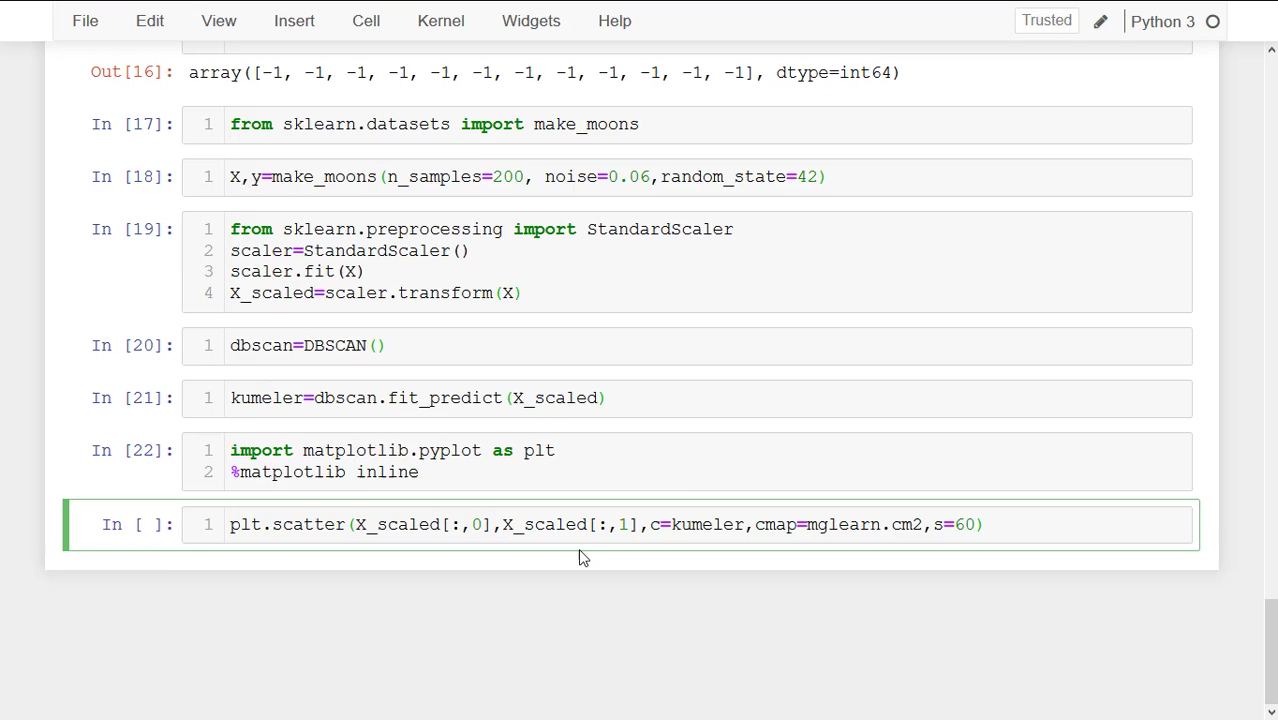 File Edit View Insert Cell Kernel Widgets Help Trusted Python 3
Out[16]: array([-1, -1, -1, -1, -1, -1, -1, -1, -1, -1, -1, -1], dtype=int64)
In [17]: 1 from sklearn.datasets import make_moons
In [18]: 1 X,y=make_moons(n_samples=200, noise=0.06,random_state=42)
In [19]: 1 from sklearn.preprocessing import StandardScaler
2 scaler=StandardScaler()
3 scaler.fit(X)
4 X_scaled=scaler.transform(X)
In [20]: 1 dbscan=DBSCAN()
In [21]: 1 kumeler=dbscan.fit_predict(X_scaled)
In [22]: 1 import matplotlib.pyplot as plt
2 %matplotlib inline
In [ ]: 1 plt.scatter(X_scaled[:,0],X_scaled[:,1],c=kumeler,cmap=mglearn.cm2,s=60)